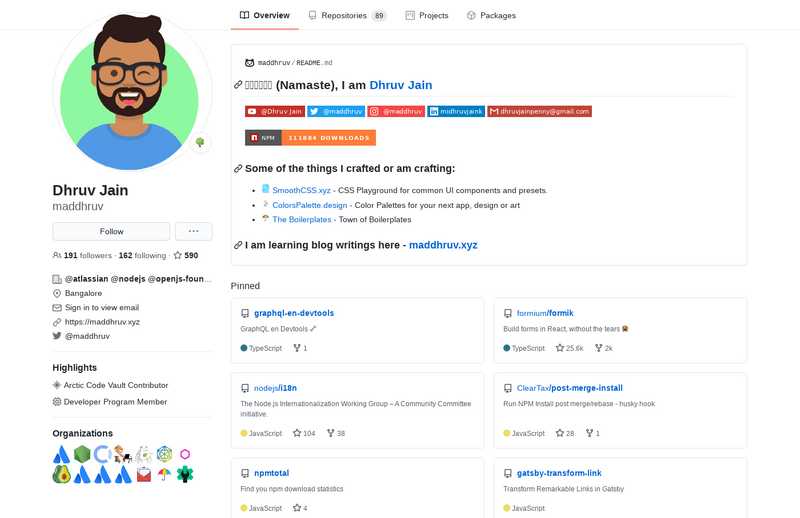 Overview
Repositories 89
Projects
Packages
maddhruv/README.md
(Namaste), I am Dhruv Jain
@Dhruv Jain
@maddhruv
@maddhruv
midhruvjaink
dhruvjainpenny@gmail.com
NPM 111884 DOWNLOADS
Some of the things I crafted or am crafting:
SmoothCSS.xyz - CSS Playground for common UI components and presets.
ColorsPalette.design - Color Palettes for your next app, design or art
The Boilerplates - Town of Boilerplates
I am learning blog writings here - maddhruv.xyz
Dhruv Jain
maddhruv
Follow
191 followers · 162 following · 590
@atlassian @nodejs @openjs-foun...
Bangalore
Sign in to view email
https://maddhruv.xyz
@maddhruv
Highlights
Arctic Code Vault Contributor
Developer Program Member
Organizations
Pinned
graphql-en-devtools
GraphQL en Devtools
TypeScript 1
formium/formik
Build forms in React, without the tears
TypeScript 25.6k 2k
nodejs/i18n
The Node.js Internationalization Working Group – A Community Committee
initiative.
JavaScript 104 38
ClearTax/post-merge-install
Run NPM Install post merge/rebase - husky hook
JavaScript 28 1
npmtotal
Find you npm download statistics
JavaScript 4
gatsby-transform-link
Transform Remarkable Links in Gatsby
JavaScript